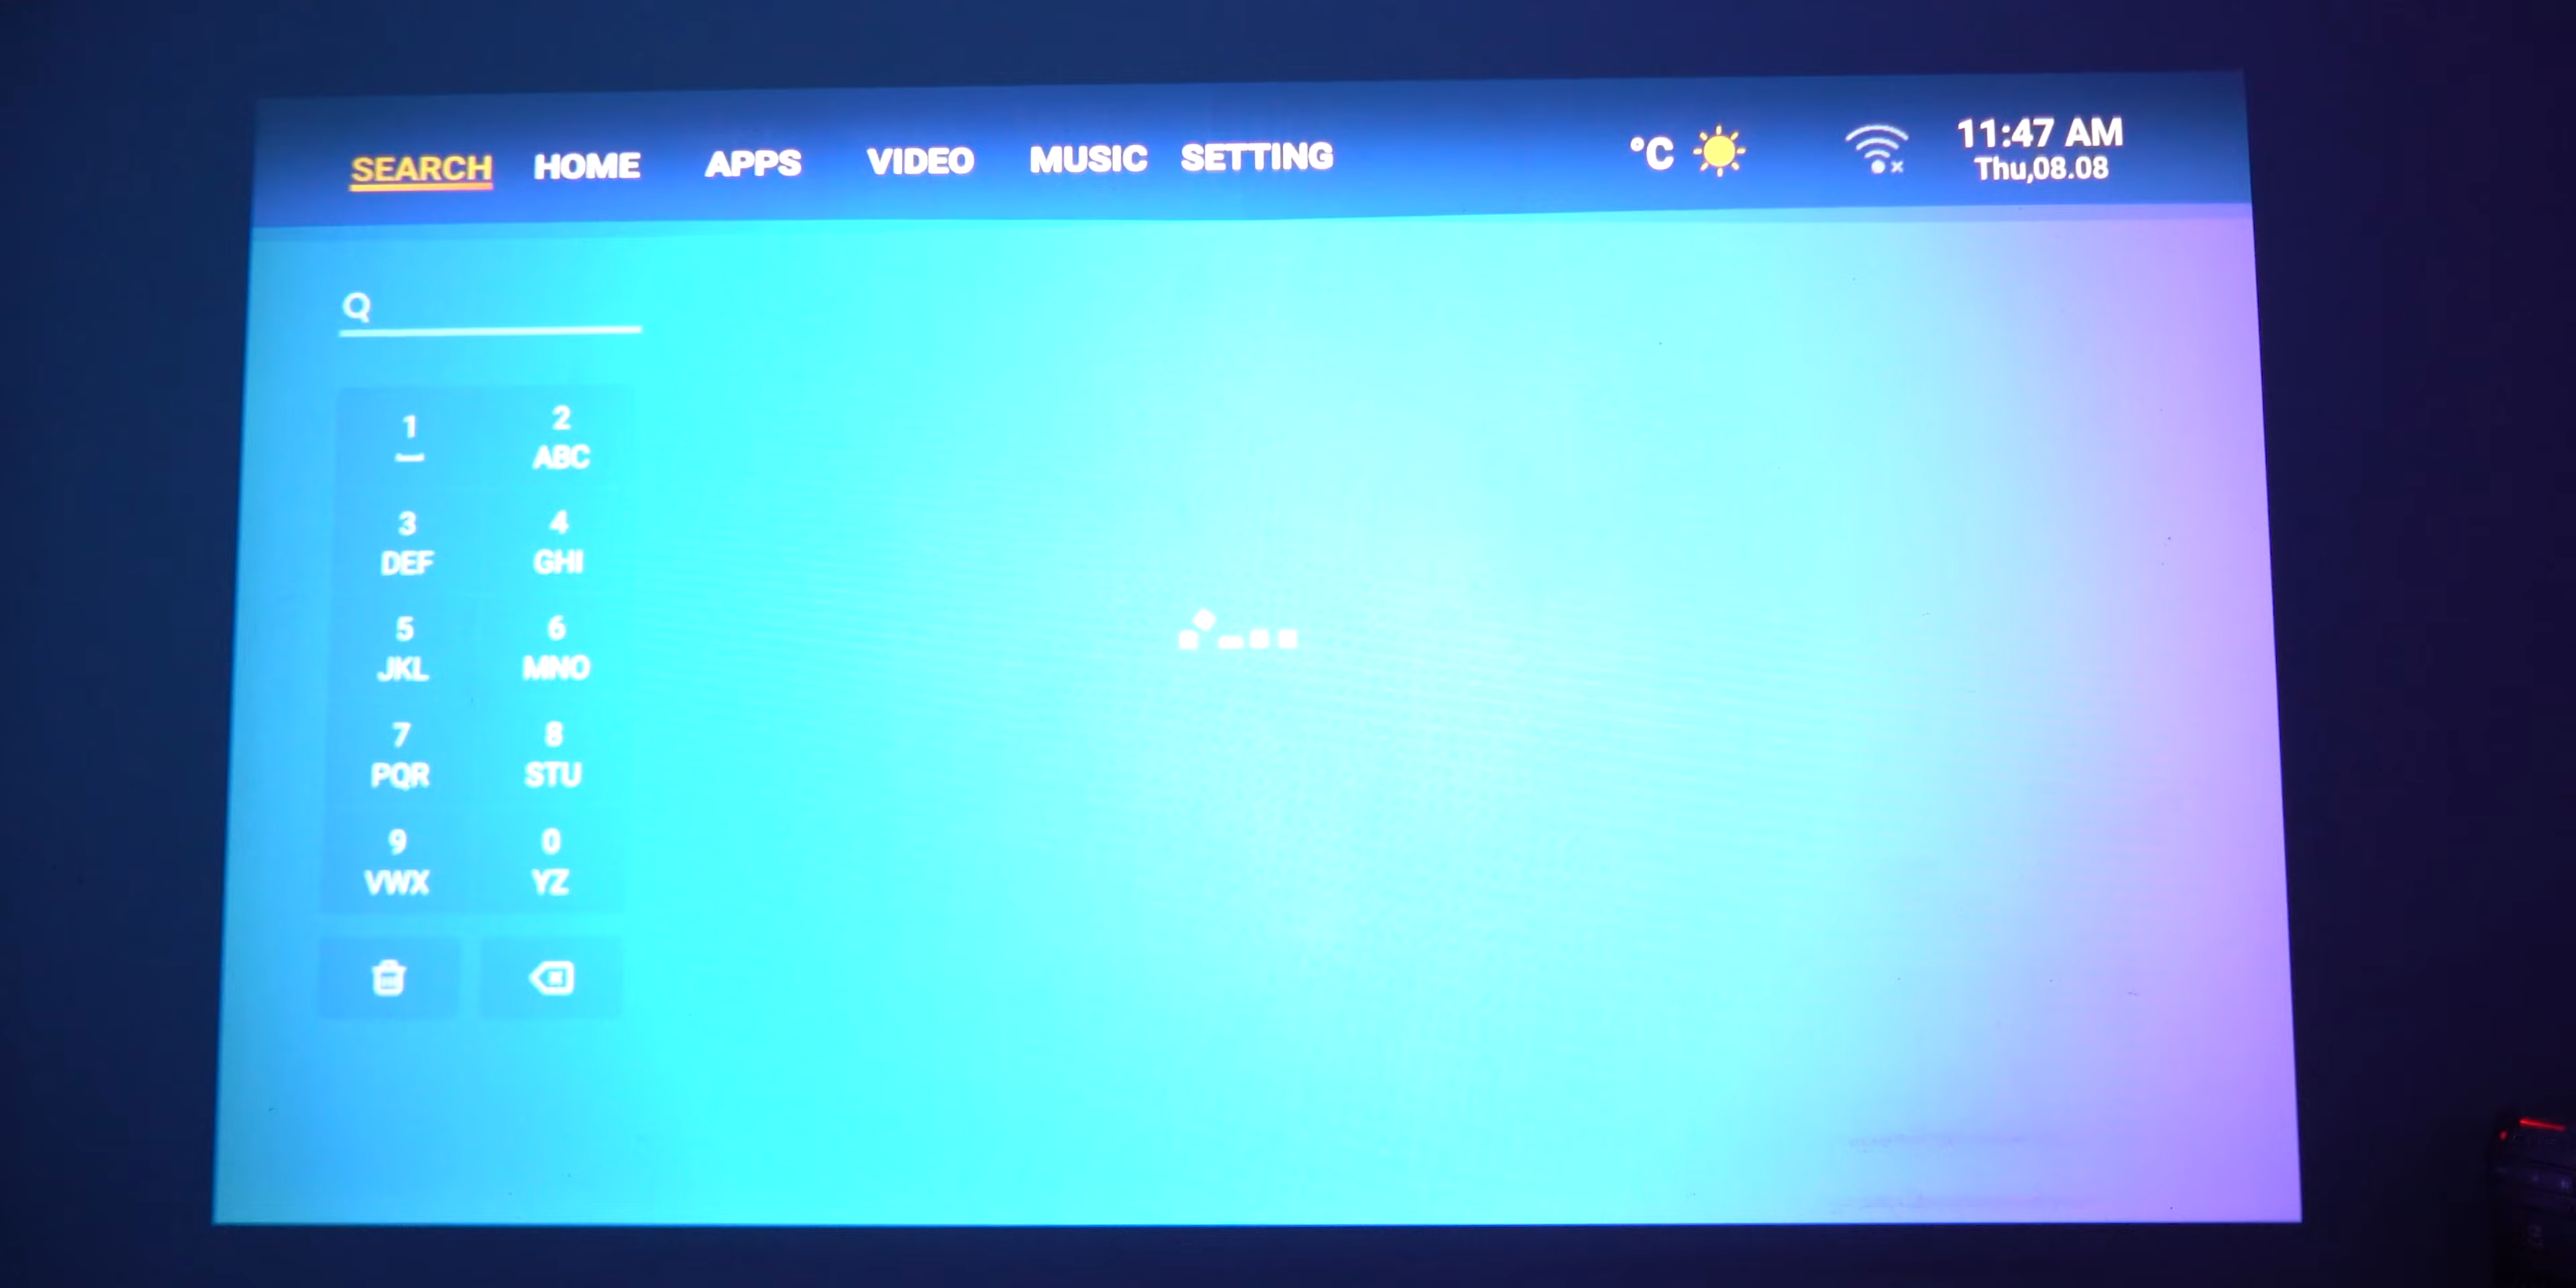 SEARCH HOME APPS VIDEO MUSIC SETTING °C 11:47 AM
Thu,08.08
1 2
ABC
3 4
DEF GHI
5 6
JKL MNO
7 8
PQR STU
9 0
VWX YZ